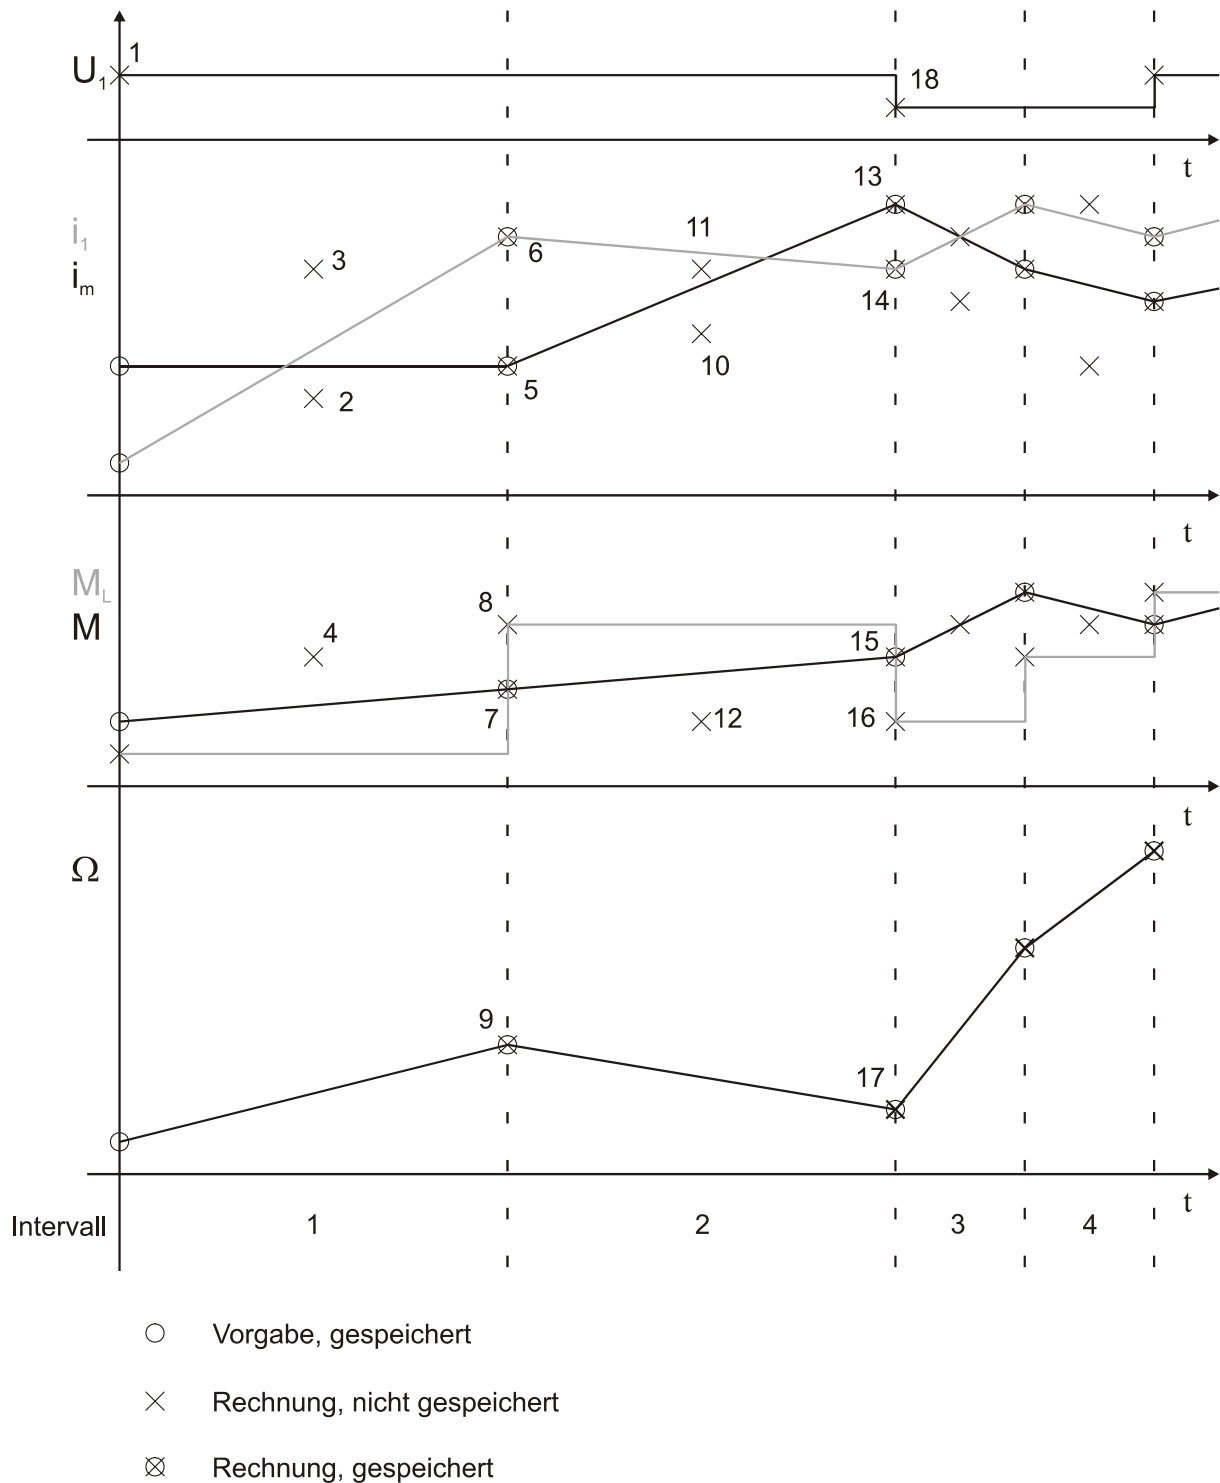 1
U₁
18
t
13
i₁
11
3
6
iₘ
14
10
5
2
t
M_L
8
M
4
15
7
12
16
t
Ω
9
17
t
Intervall 1 2 3 4
Vorgabe, gespeichert
Rechnung, nicht gespeichert
Rechnung, gespeichert